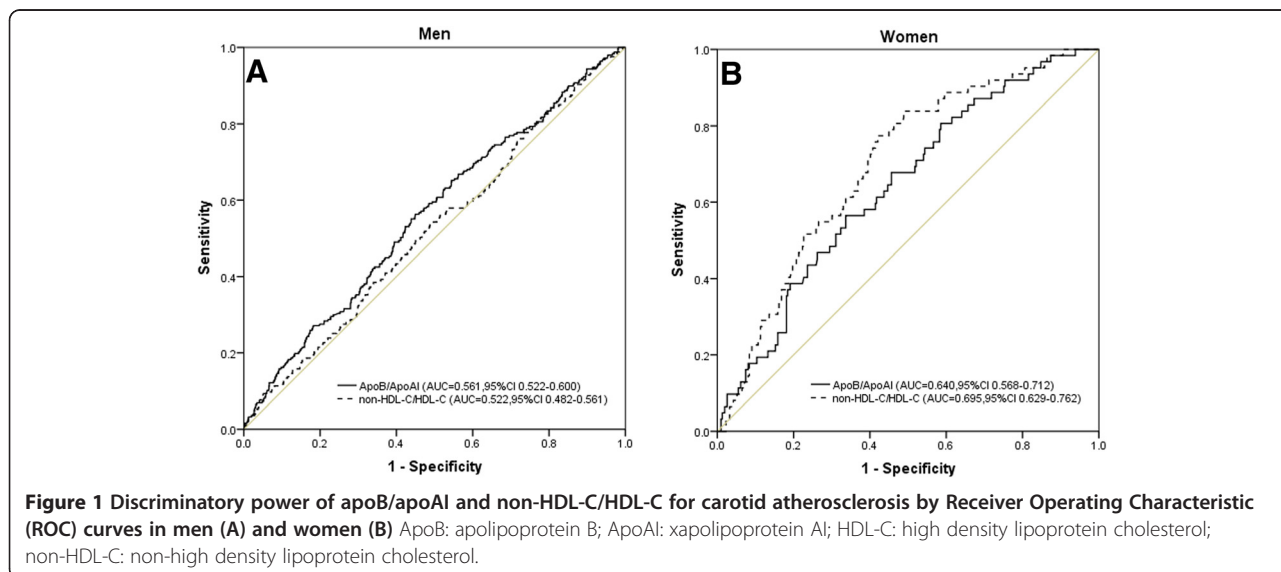 Men
A
1.0
0.8
0.6
0.4
0.2
0.0
Sensitivity
ApoB/ApoAI (AUC=0.561,95%CI 0.522-0.600)
non-HDL-C/HDL-C (AUC=0.522,95%CI 0.482-0.561)
0.0 0.2 0.4 0.6 0.8 1.0
1 - Specificity
Women
B
1.0
0.8
0.6
0.4
0.2
0.0
Sensitivity
ApoB/ApoAI (AUC=0.640,95%CI 0.568-0.712)
non-HDL-C/HDL-C (AUC=0.695,95%CI 0.629-0.762)
0.0 0.2 0.4 0.6 0.8 1.0
1 - Specificity
Figure 1 Discriminatory power of apoB/apoAI and non-HDL-C/HDL-C for carotid atherosclerosis by Receiver Operating Characteristic
(ROC) curves in men (A) and women (B) ApoB: apolipoprotein B; ApoAI: xapolipoprotein AI; HDL-C: high density lipoprotein cholesterol;
non-HDL-C: non-high density lipoprotein cholesterol.